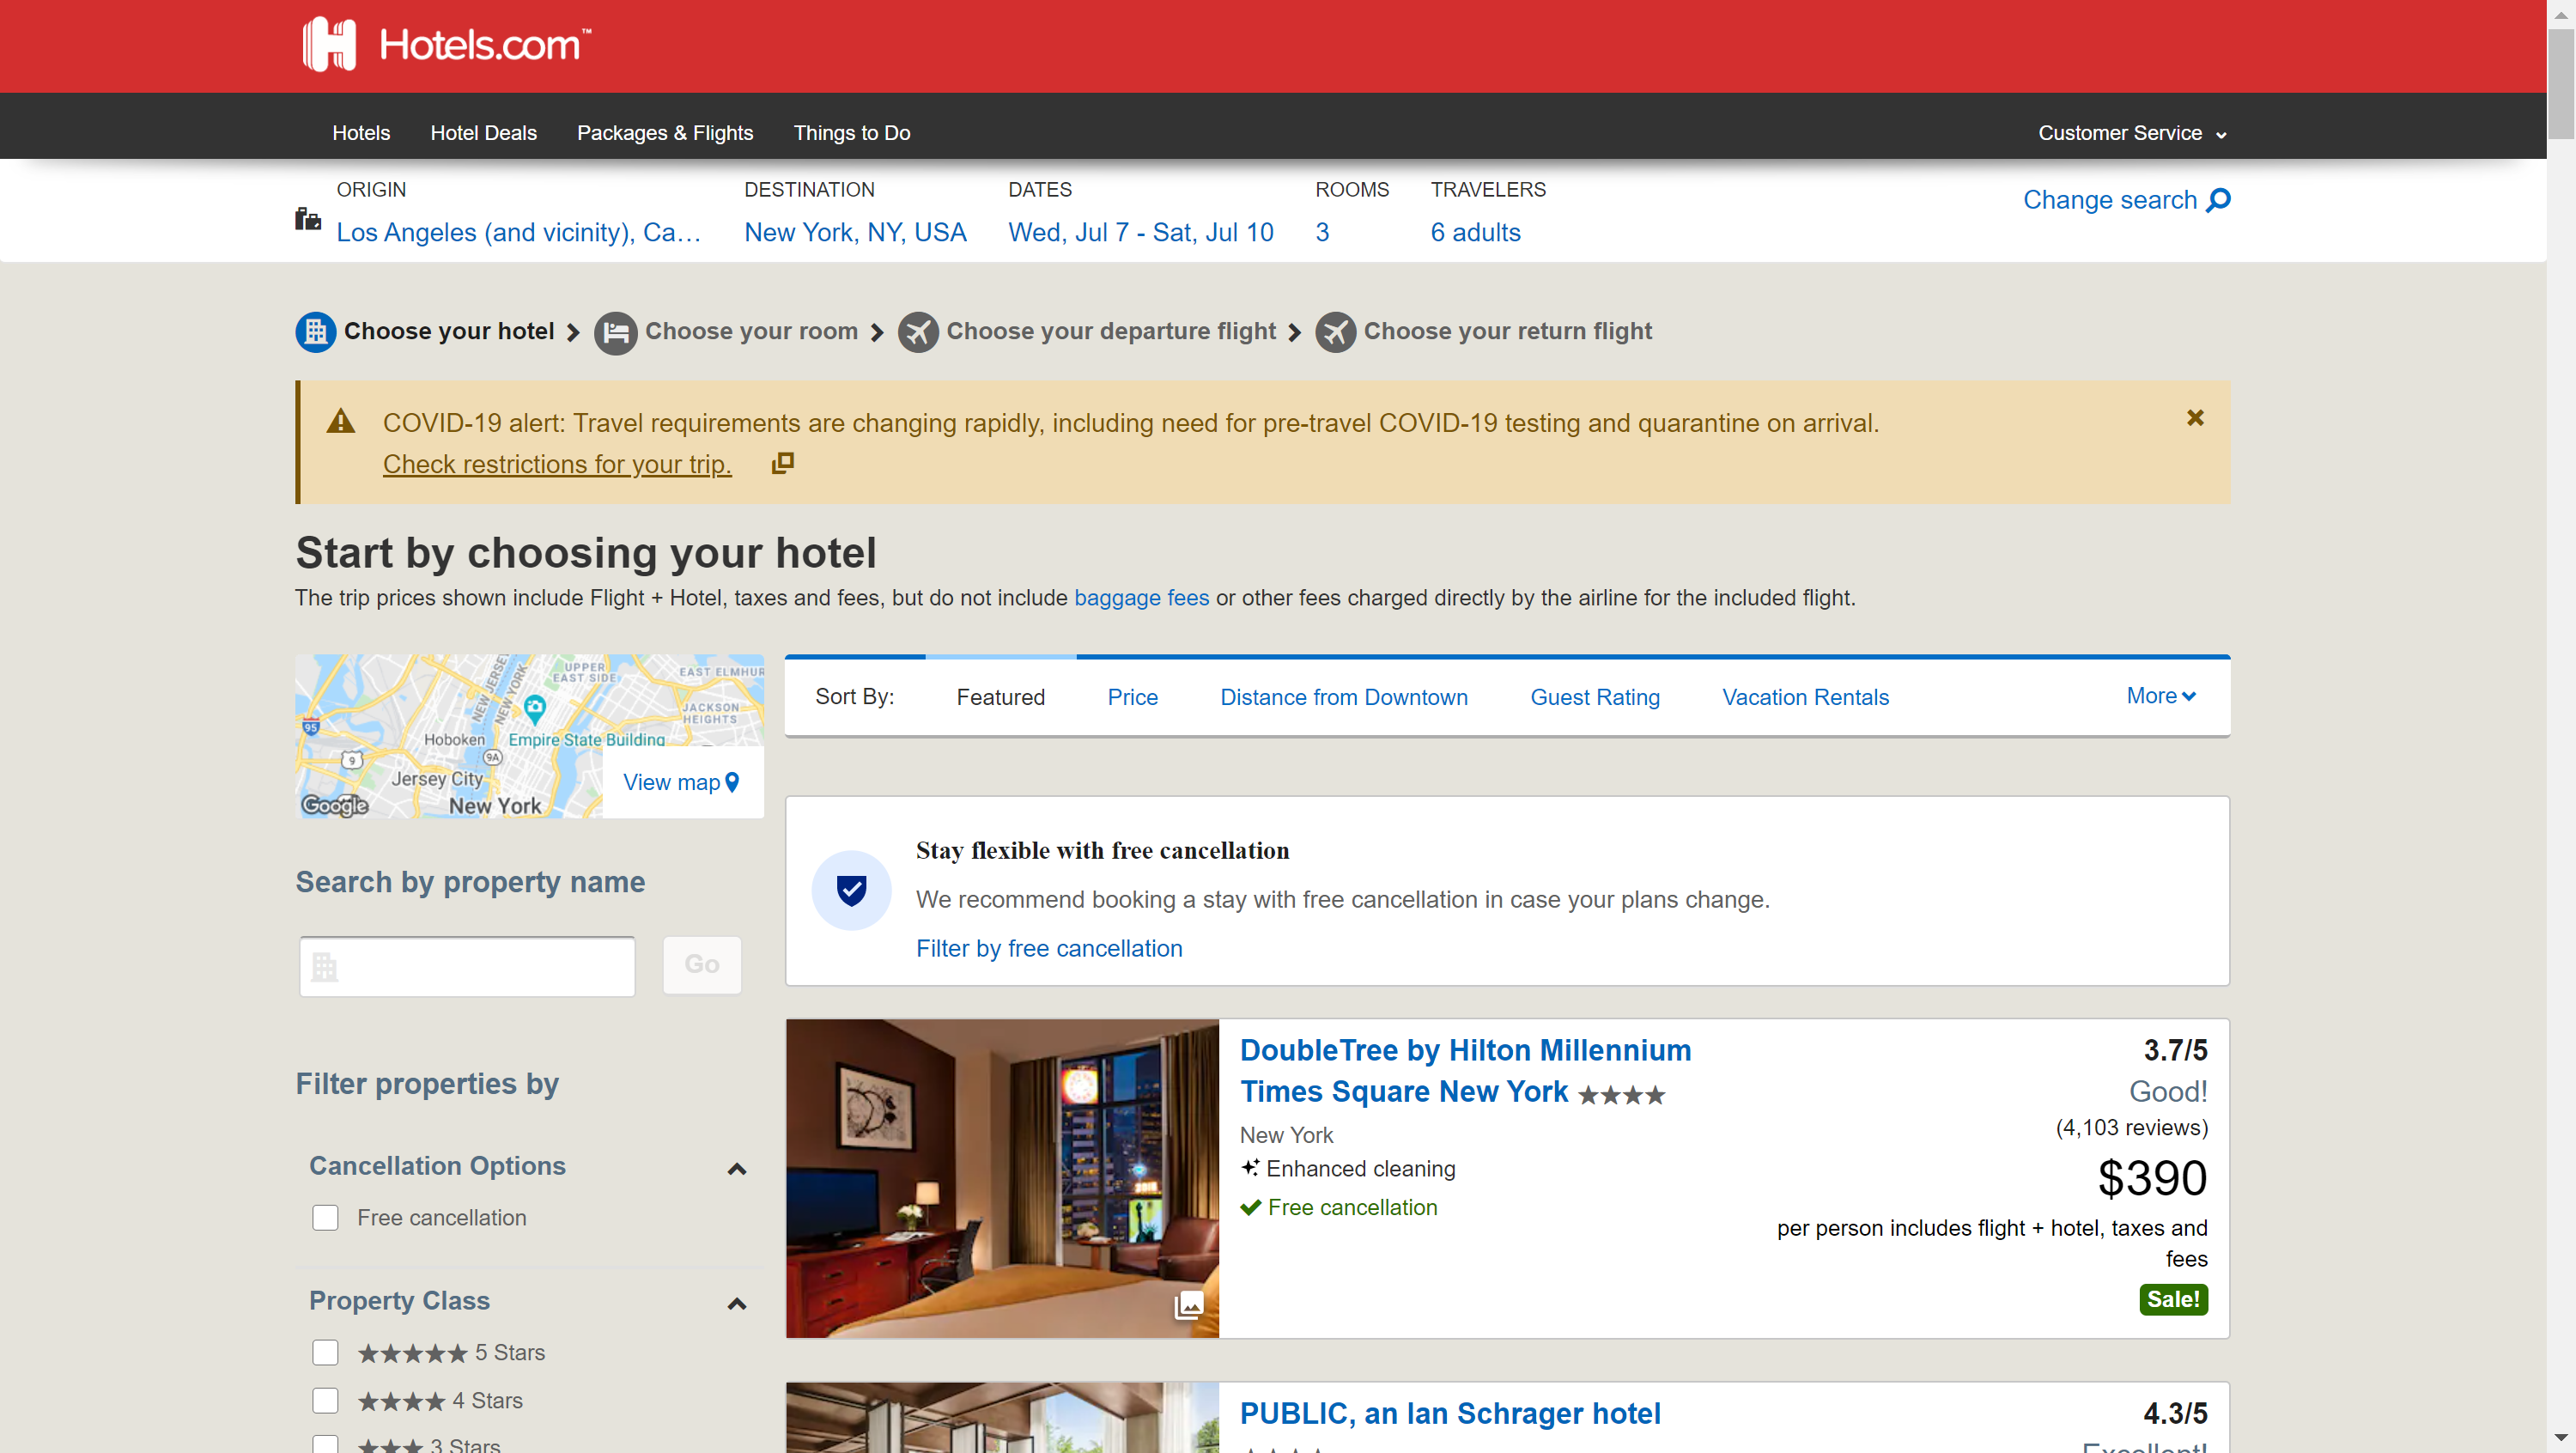 Hotels.com™
Hotels
Hotel Deals
Packages & Flights
Things to Do
Customer Service
ORIGIN
Los Angeles (and vicinity), Ca...
DESTINATION
New York, NY, USA
DATES
Wed, Jul 7 - Sat, Jul 10
ROOMS
3
TRAVELERS
6 adults
Change search
Choose your hotel
Choose your room
Choose your departure flight
Choose your return flight
COVID-19 alert: Travel requirements are changing rapidly, including need for pre-travel COVID-19 testing and quarantine on arrival.
Check restrictions for your trip.
Start by choosing your hotel
The trip prices shown include Flight + Hotel, taxes and fees, but do not include baggage fees or other fees charged directly by the airline for the included flight.
NEW JERSEY
NEW YORK
UPPER
EAST SIDE
EAST ELMHUR
JACKSON
HEIGHTS
95
Hoboken
Empire State Building
9A
9
Jersey City
New York
Google
View map
Sort By:
Featured
Price
Distance from Downtown
Guest Rating
Vacation Rentals
More
Stay flexible with free cancellation
We recommend booking a stay with free cancellation in case your plans change.
Filter by free cancellation
Search by property name
Go
Filter properties by
Cancellation Options
Free cancellation
Property Class
5 Stars
4 Stars
3 Stars
DoubleTree by Hilton Millennium
Times Square New York
New York
Enhanced cleaning
Free cancellation
3.7/5
Good!
(4,103 reviews)
$390
per person includes flight + hotel, taxes and
fees
Sale!
PUBLIC, an Ian Schrager hotel
4.3/5
Excellent!